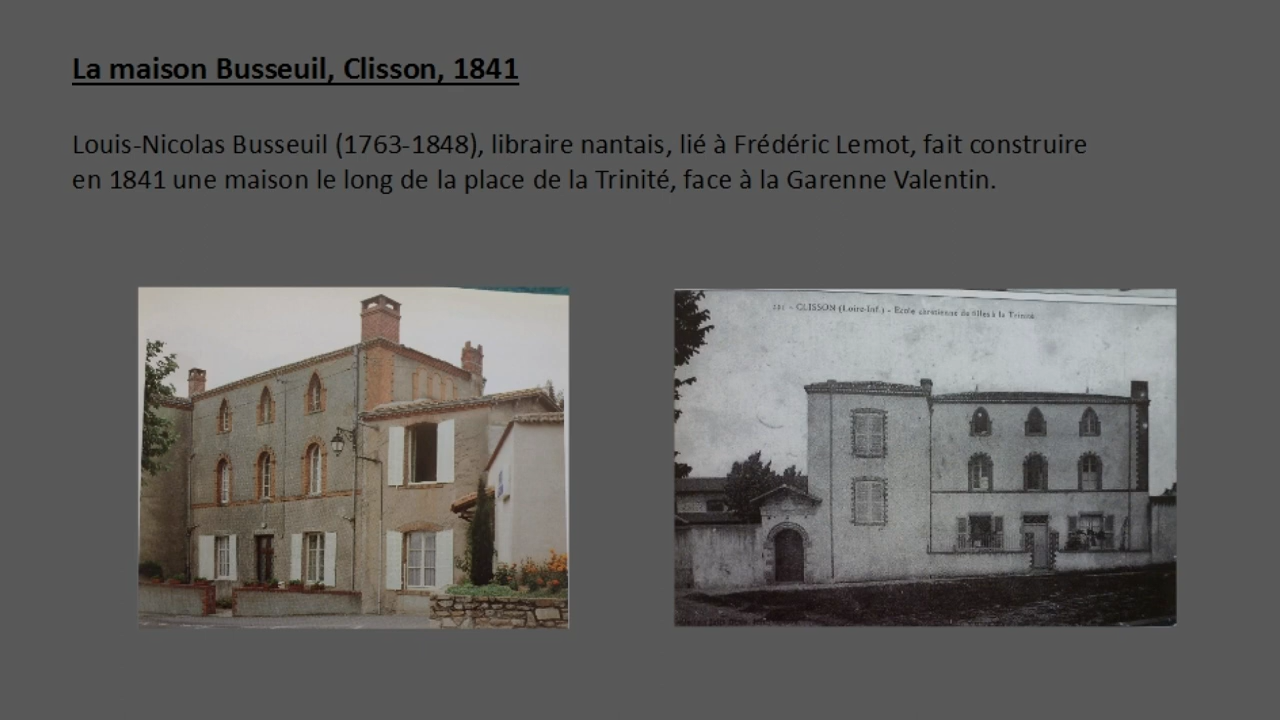 La maison Busseuil, Clisson, 1841
Louis-Nicolas Busseuil (1763-1848), libraire nantais, lié à Frédéric Lemot, fait construire
en 1841 une maison le long de la place de la Trinité, face à la Garenne Valentin.
CLISSON (Loire-Inf.) - Ecole chrétienne de filles à la Trinité